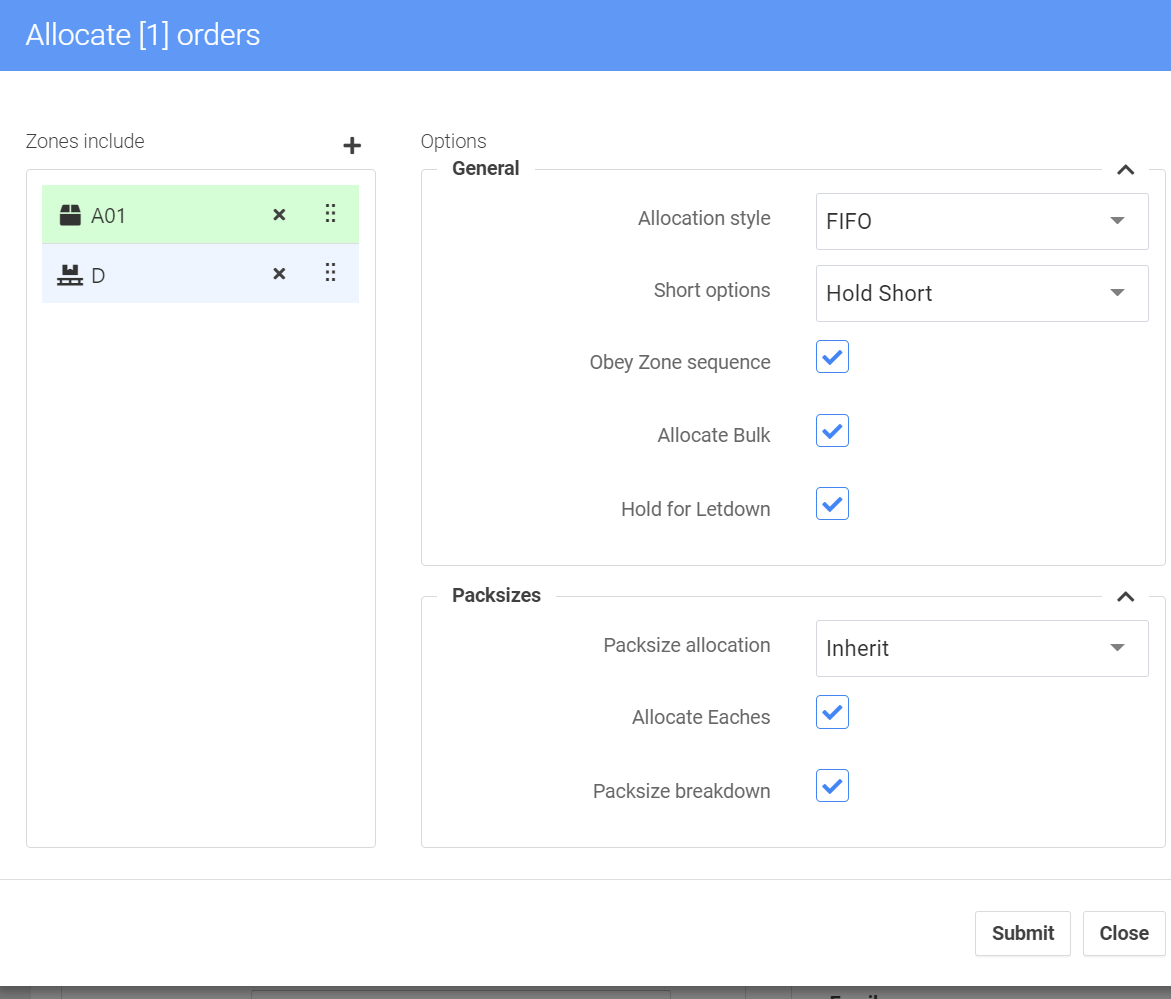 Allocate [1] orders
Zones include
A01
D
Options
General
Allocation style
FIFO
Short options
Hold Short
Obey Zone sequence
Allocate Bulk
Hold for Letdown
Packsizes
Packsize allocation
Inherit
Allocate Eaches
Packsize breakdown
Submit
Close